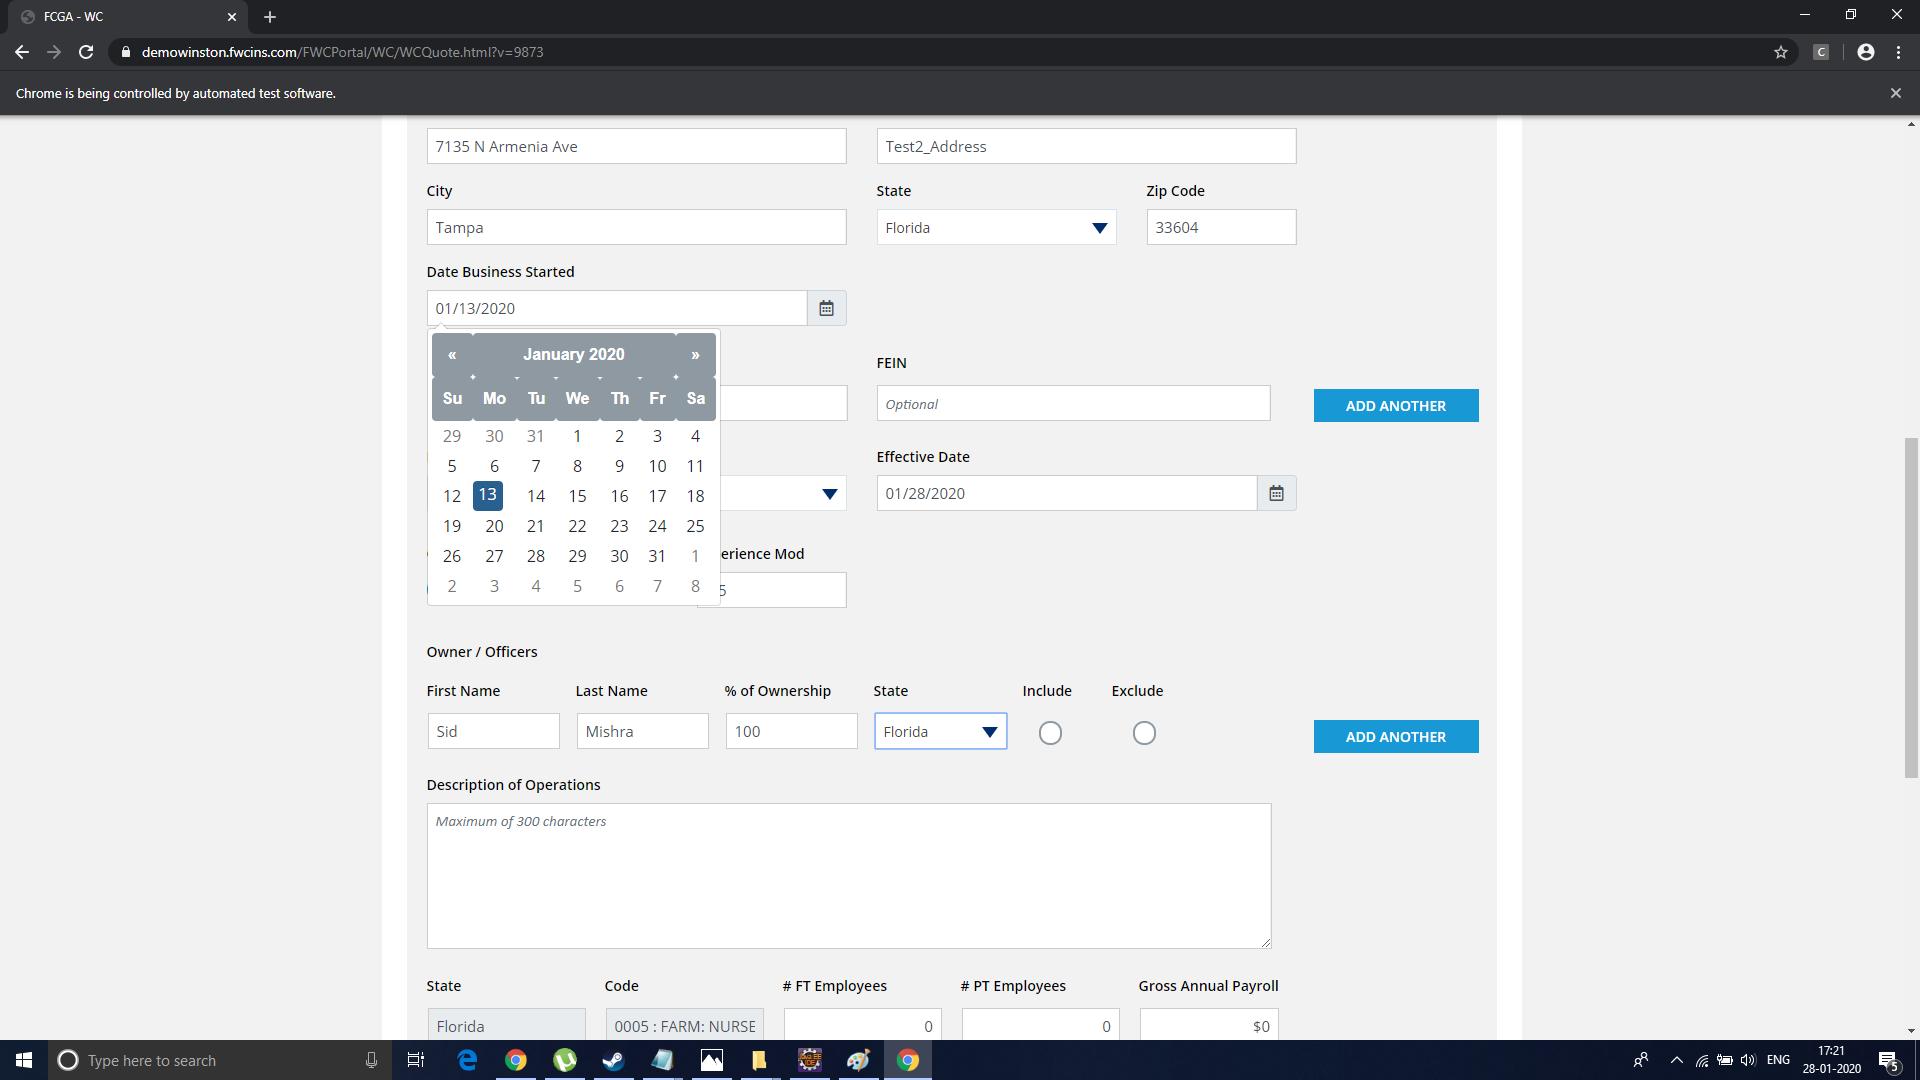 FCGA - WC
demowinston.fwcins.com/FWCPortal/WC/WCQuote.html?v=9873
C
Chrome is being controlled by automated test software.
7135 N Armenia Ave
Test2_Address
City
State
Zip Code
Tampa
Florida
33604
Date Business Started
01/13/2020
« January 2020 »
Su Mo Tu We Th Fr Sa
29 30 31 1 2 3 4
5 6 7 8 9 10 11
12 13 14 15 16 17 18
19 20 21 22 23 24 25
26 27 28 29 30 31 1
2 3 4 5 6 7 8
FEIN
Optional
ADD ANOTHER
Effective Date
01/28/2020
erience Mod
5
Owner / Officers
First Name Last Name % of Ownership State Include Exclude
Sid Mishra 100 Florida
ADD ANOTHER
Description of Operations
Maximum of 300 characters
State Code # FT Employees # PT Employees Gross Annual Payroll
Florida 0005 : FARM: NURSE 0 0 $0
Type here to search
ENG
17:21
28-01-2020
5